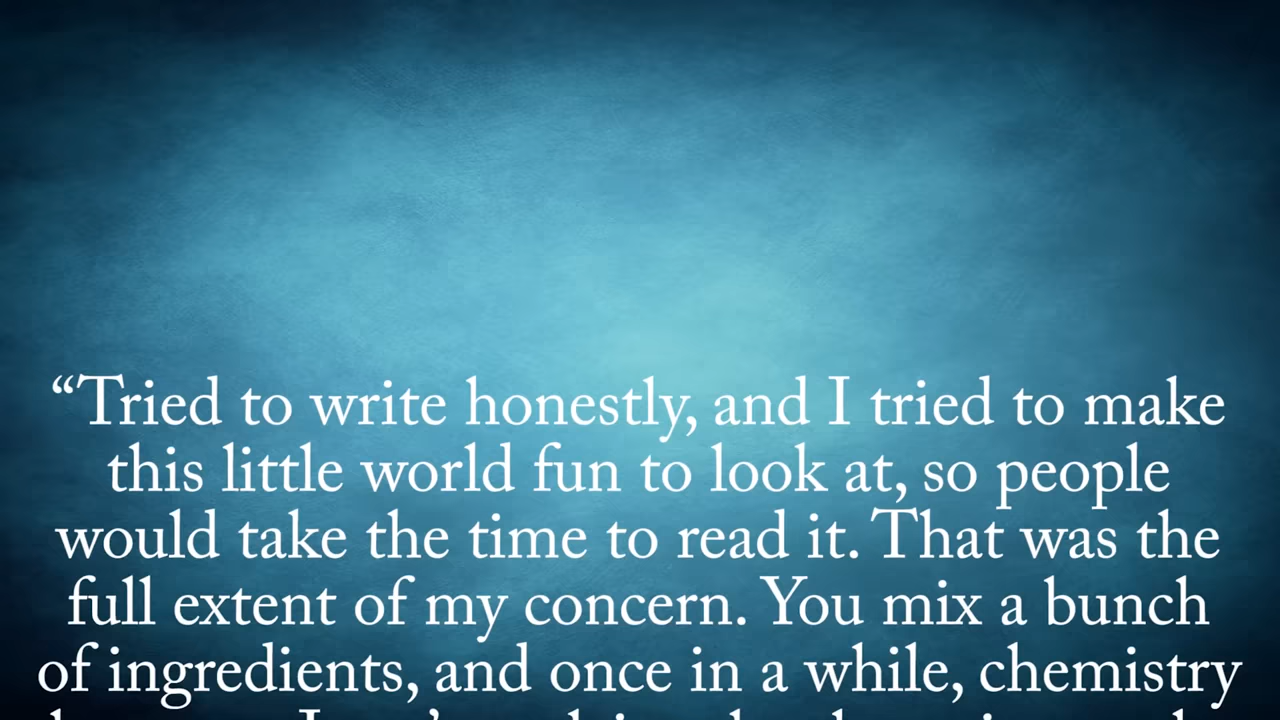 “Tried to write honestly, and I tried to make
this little world fun to look at, so people
would take the time to read it. That was the
full extent of my concern. You mix a bunch
of ingredients, and once in a while, chemistry